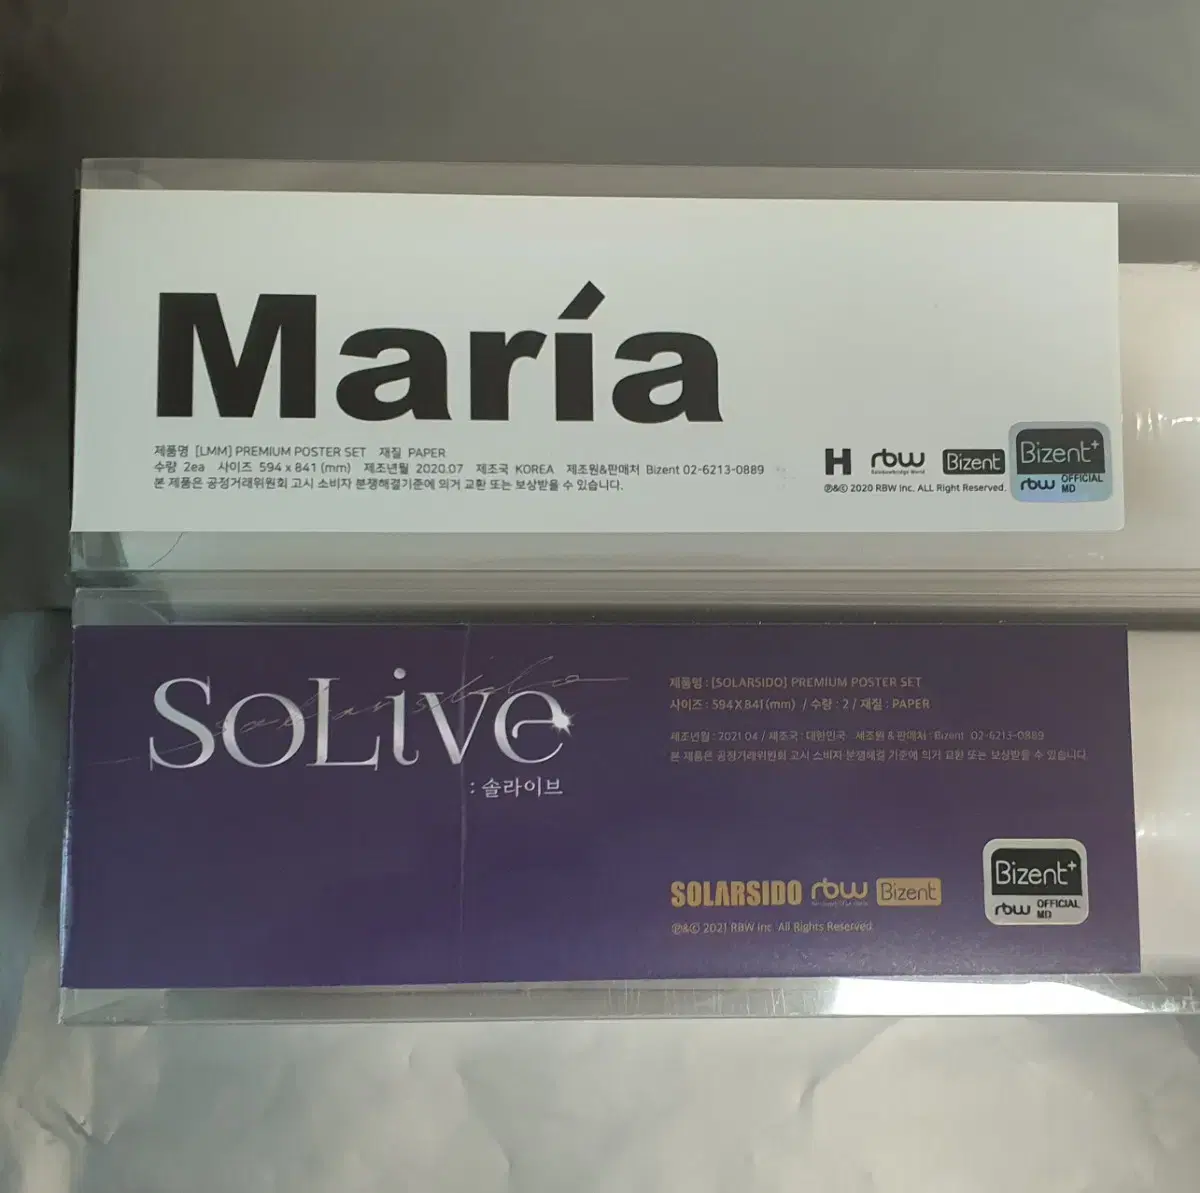 María
제품명 [LMM] PREMIUM POSTER SET 재질 PAPER
수량 2ea 사이즈 594 x 841 (mm) 제조년월 2020.07 제조국 KOREA 제조원&판매처 Bizent 02-6213-0889
본 제품은 공정거래위원회 고시 소비자 분쟁해결기준에 의거 교환 또는 보상받을 수 있습니다.
H rbw Bizent
Rainbowbridge World
℗&© 2020 RBW Inc. ALL Right Reserved.
Bizent+
rbw OFFICIAL MD
SoLive
: 솔라이브
제품명 : [SOLARSIDO] PREMIUM POSTER SET
사이즈 : 594 X 841(mm) / 수량 : 2 / 재질 : PAPER
제조년월 : 2021.04 / 제조국 : 대한민국 제조원 & 판매처 : Bizent 02-6213-0889
본 제품은 공정거래위원회 고시 소비자 분쟁해결 기준에 의거 교환 또는 보상받을 수 있습니다.
SOLARSIDO rbw Bizent
℗&© 2021 RBW Inc. All Rights Reserved
Bizent+
rbw OFFICIAL MD